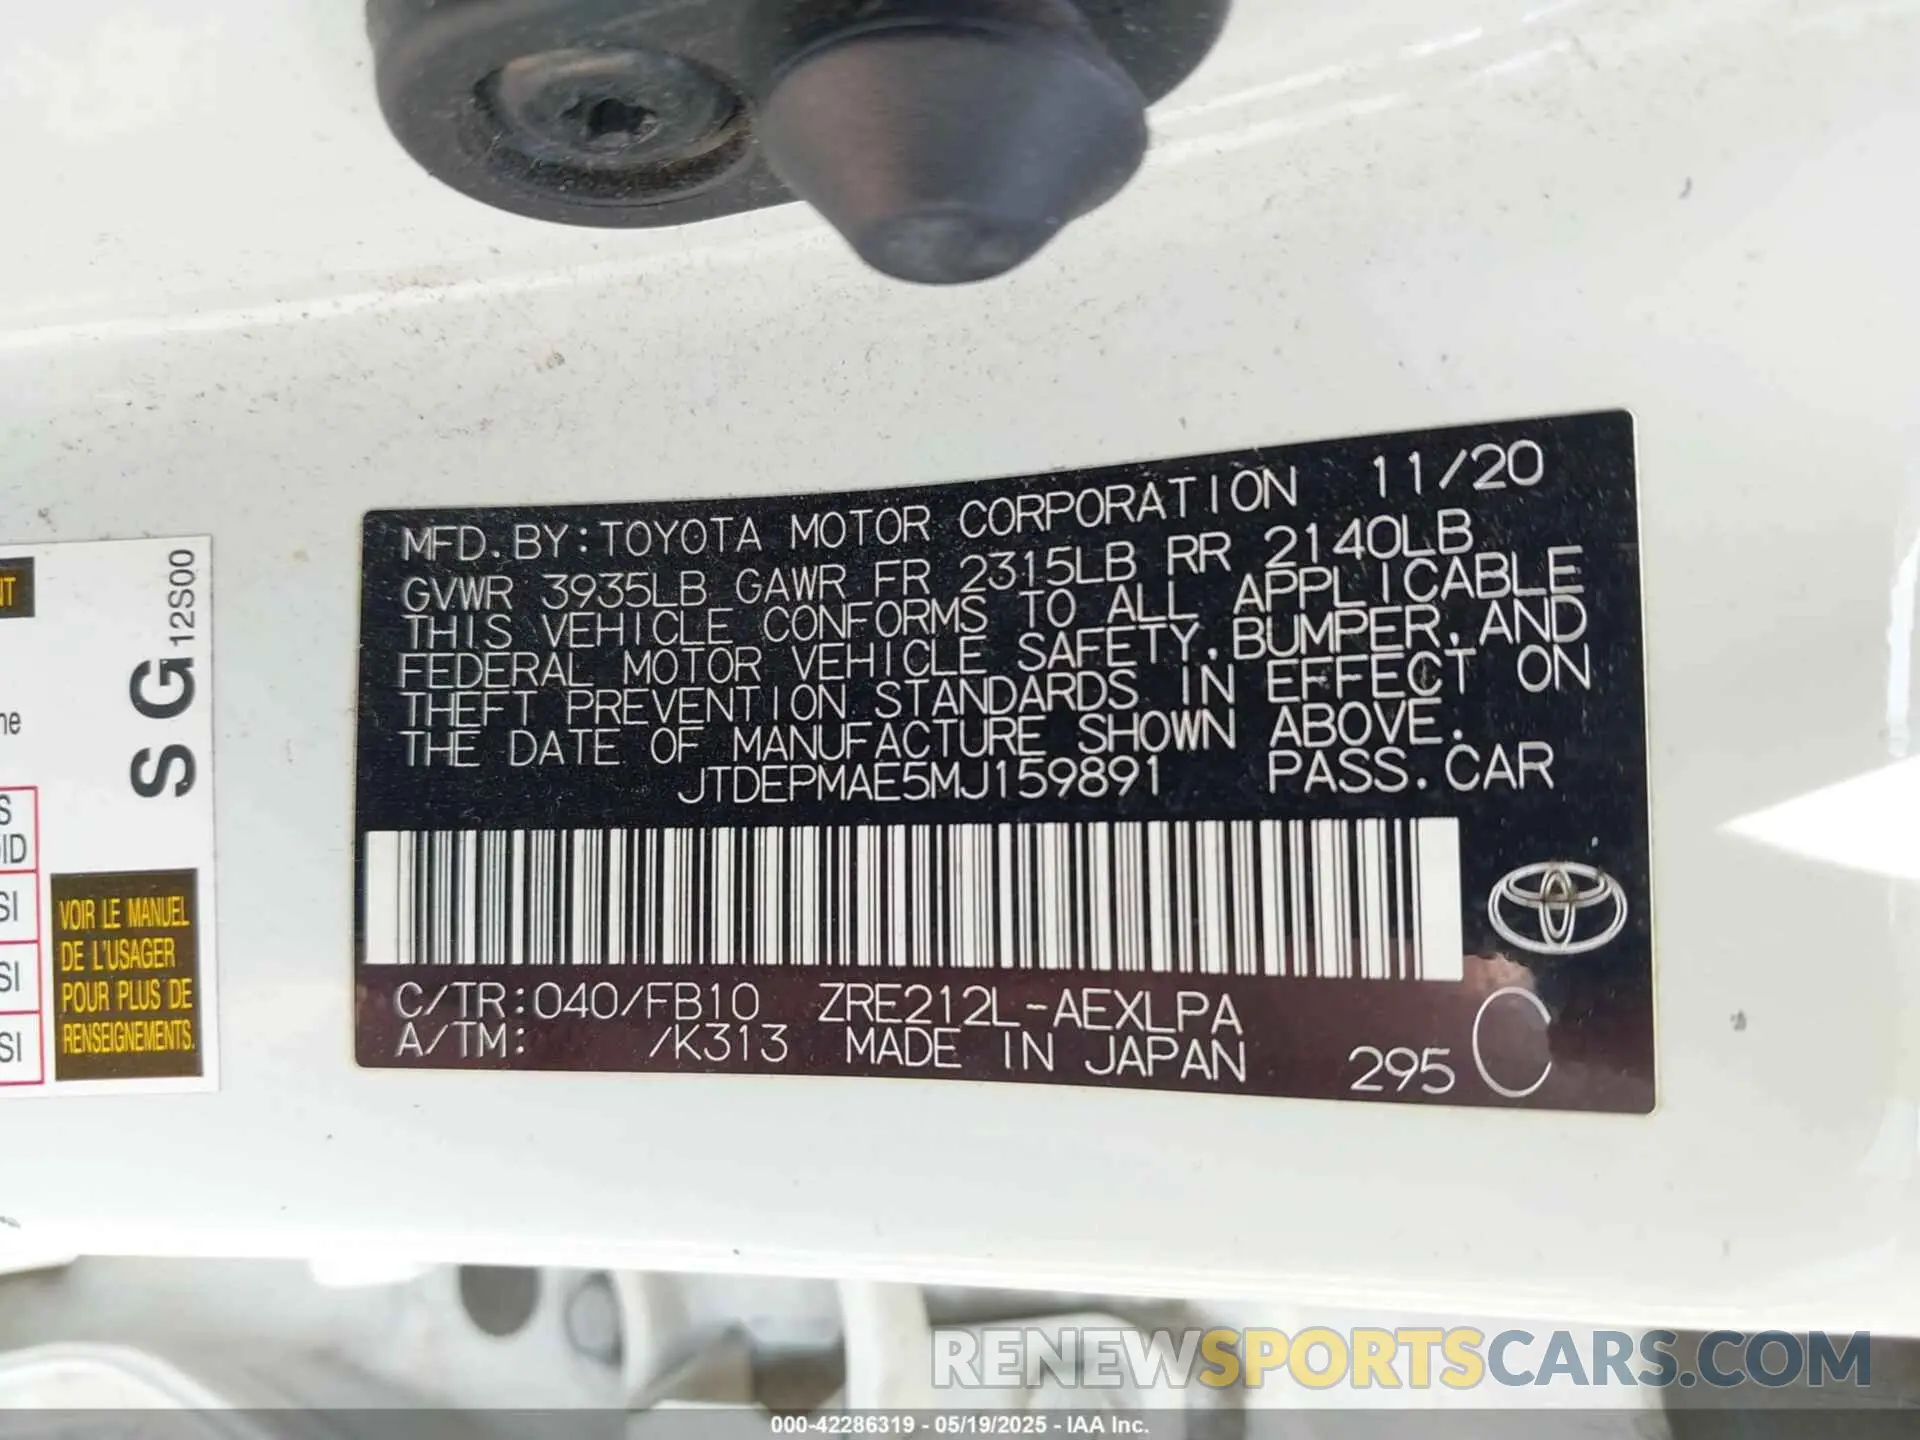 MFD.BY:TOYOTA MOTOR CORPORATION 11/20
GVWR 3935LB GAWR FR 2315LB RR 2140LB
THIS VEHICLE CONFORMS TO ALL APPLICABLE
FEDERAL MOTOR VEHICLE SAFETY, BUMPER, AND
THEFT PREVENTION STANDARDS IN EFFECT ON
THE DATE OF MANUFACTURE SHOWN ABOVE.
JTDEPMAE5MJ159891 PASS.CAR
C/TR:040/FB10 ZRE212L-AEXLPA
A/TM: /K313 MADE IN JAPAN
295
S G 12S00
VOIR LE MANUEL
DE L'USAGER
POUR PLUS DE
RENSEIGNEMENTS.
RENEWSPORTSCARS.COM
000-42286319 - 05/19/2025 - IAA Inc.